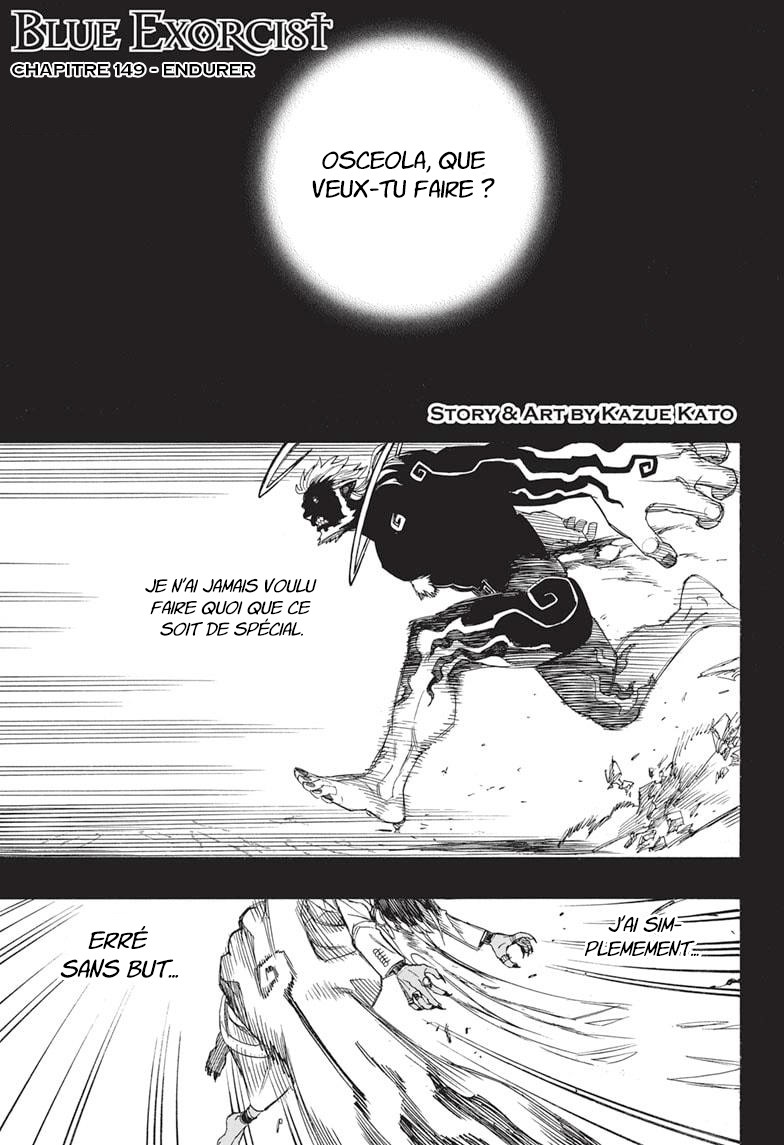 BLUE EXORCIST
CHAPITRE 149 - ENDURER
OSCEOLA, QUE
VEUX-TU FAIRE ?
STORY & ART BY KAZUE KATO
JE N'AI JAMAIS VOULU
FAIRE QUOI QUE CE
SOIT DE SPÉCIAL.
J'AI SIM-
PLEMEMENT...
ERRÉ
SANS BUT...